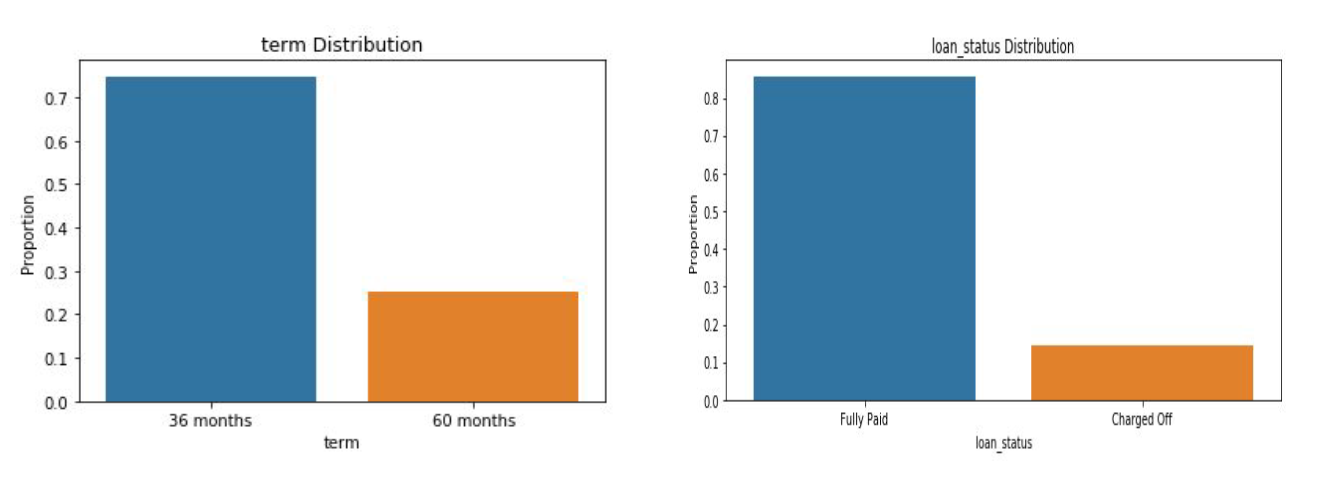 term Distribution
Proportion
0.7
0.6
0.5
0.4
0.3
0.2
0.1
0.0
36 months 60 months
term
loan_status Distribution
Proportion
0.8
0.7
0.6
0.5
0.4
0.3
0.2
0.1
0.0
Fully Paid Charged Off
loan_status